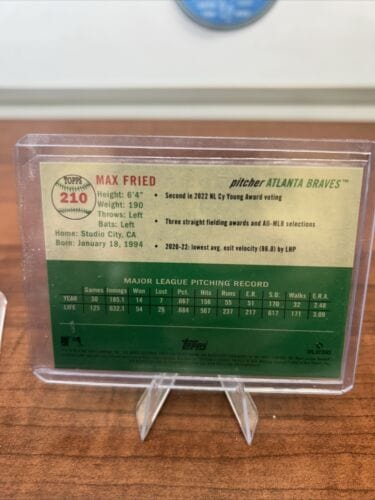 TOPPS
210
MAX FRIED
Height: 6'4"
Weight: 190
Throws: Left
Bats: Left
Home: Studio City, CA
Born: January 18, 1994
pitcher ATLANTA BRAVES™
• Second in 2022 NL Cy Young Award voting
• Three straight fielding awards and All-MLB selections
• 2020-22: lowest avg. exit velocity (86.0) by LHP
MAJOR LEAGUE PITCHING RECORD
Games Innings Won Lost Pct. Hits Runs E.R. S.O. Walks E.R.A.
YEAR 30 185.1 14 7 .667 156 55 51 170 32 2.48
LIFE 125 632.1 54 25 .684 567 237 217 617 171 3.09
TOPPS